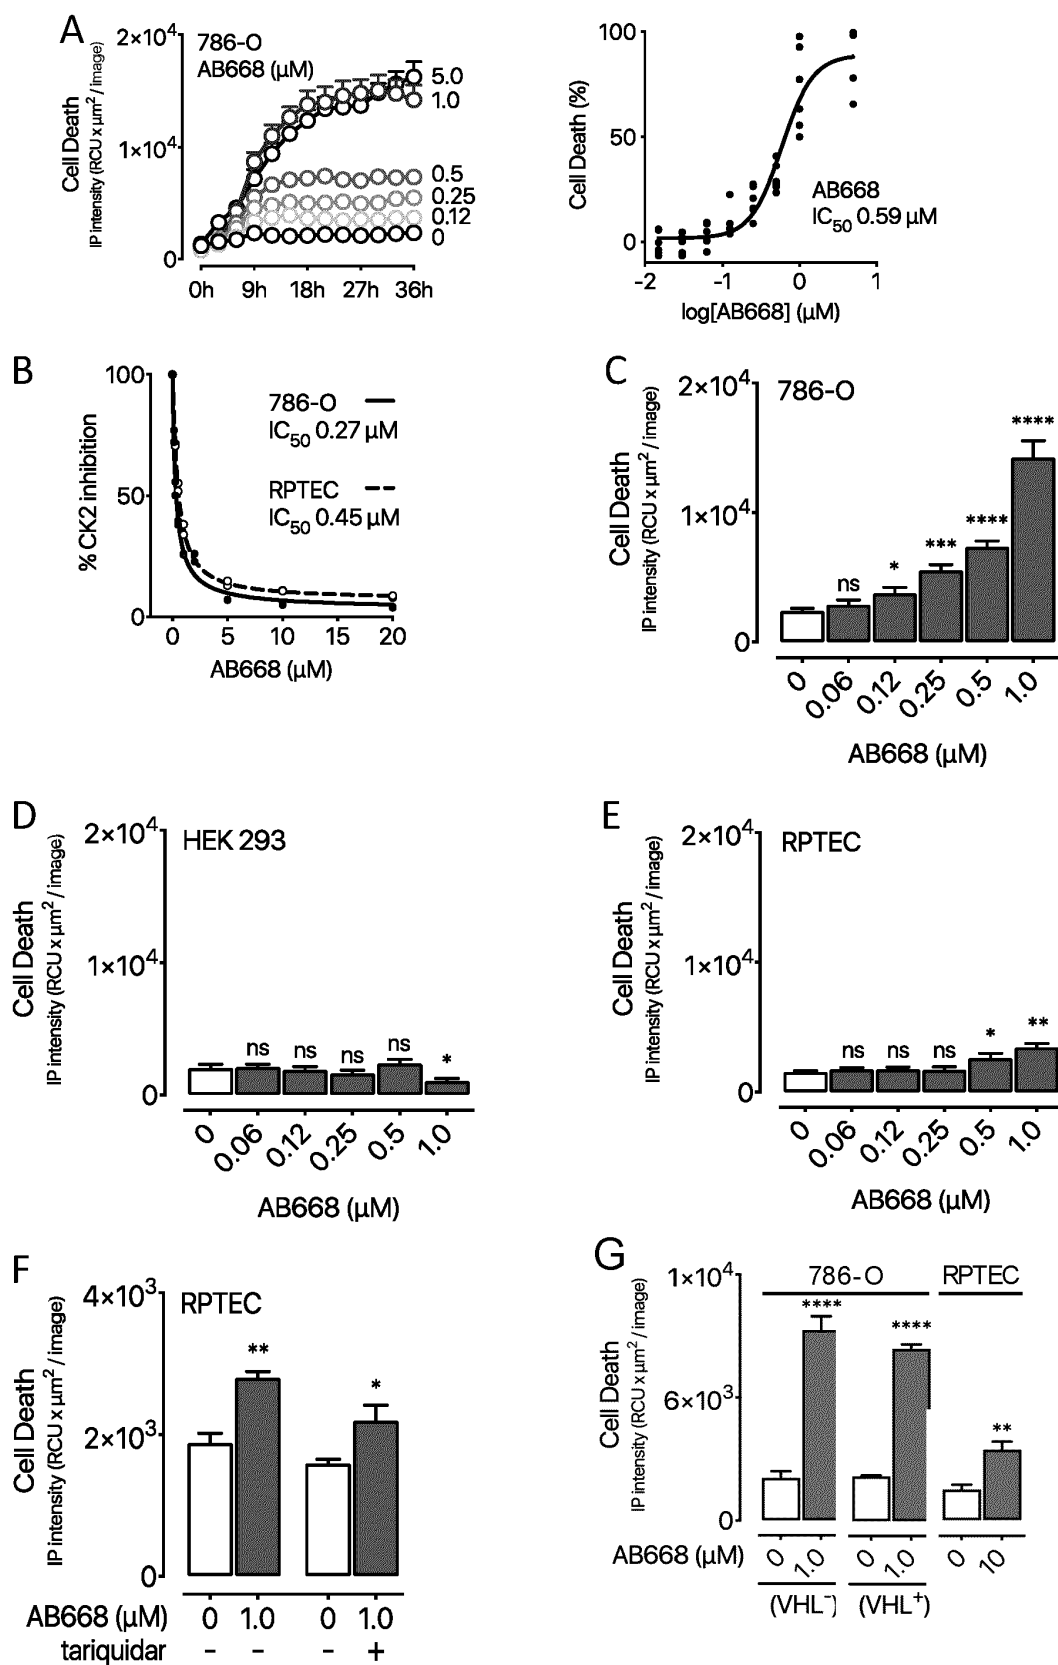 A
Cell Death
IP intensity (RCU x µm² / image)
2×10⁴
1×10⁴
0
786-O
AB668 (µM)
5.0
1.0
0.5
0.25
0.12
0
0h 9h 18h 27h 36h
Cell Death (%)
100
50
0
AB668
IC₅₀ 0.59 µM
-2 -1 0 1
log[AB668] (µM)
B
% CK2 inhibition
100
50
0
786-O
IC₅₀ 0.27 µM
RPTEC
IC₅₀ 0.45 µM
0 5 10 15 20
AB668 (µM)
C
Cell Death
IP intensity (RCU x µm² / image)
2×10⁴
1×10⁴
0
786-O
ns * *** **** ****
0 0.06 0.12 0.25 0.5 1.0
AB668 (µM)
D
Cell Death
IP intensity (RCU x µm² / image)
2×10⁴
1×10⁴
0
HEK 293
ns ns ns ns *
0 0.06 0.12 0.25 0.5 1.0
AB668 (µM)
E
Cell Death
IP intensity (RCU x µm² / image)
2×10⁴
1×10⁴
0
RPTEC
ns ns ns * **
0 0.06 0.12 0.25 0.5 1.0
AB668 (µM)
F
Cell Death
IP intensity (RCU x µm² / image)
4×10³
2×10³
0
RPTEC
** *
AB668 (µM) 0 1.0 0 1.0
tariquidar - - - +
G
Cell Death
IP intensity (RCU x µm² / image)
1×10⁴
6×10³
0
786-O RPTEC
**** **** **
AB668 (µM) 0 1.0 0 1.0 0 10
(VHL⁻) (VHL⁺)